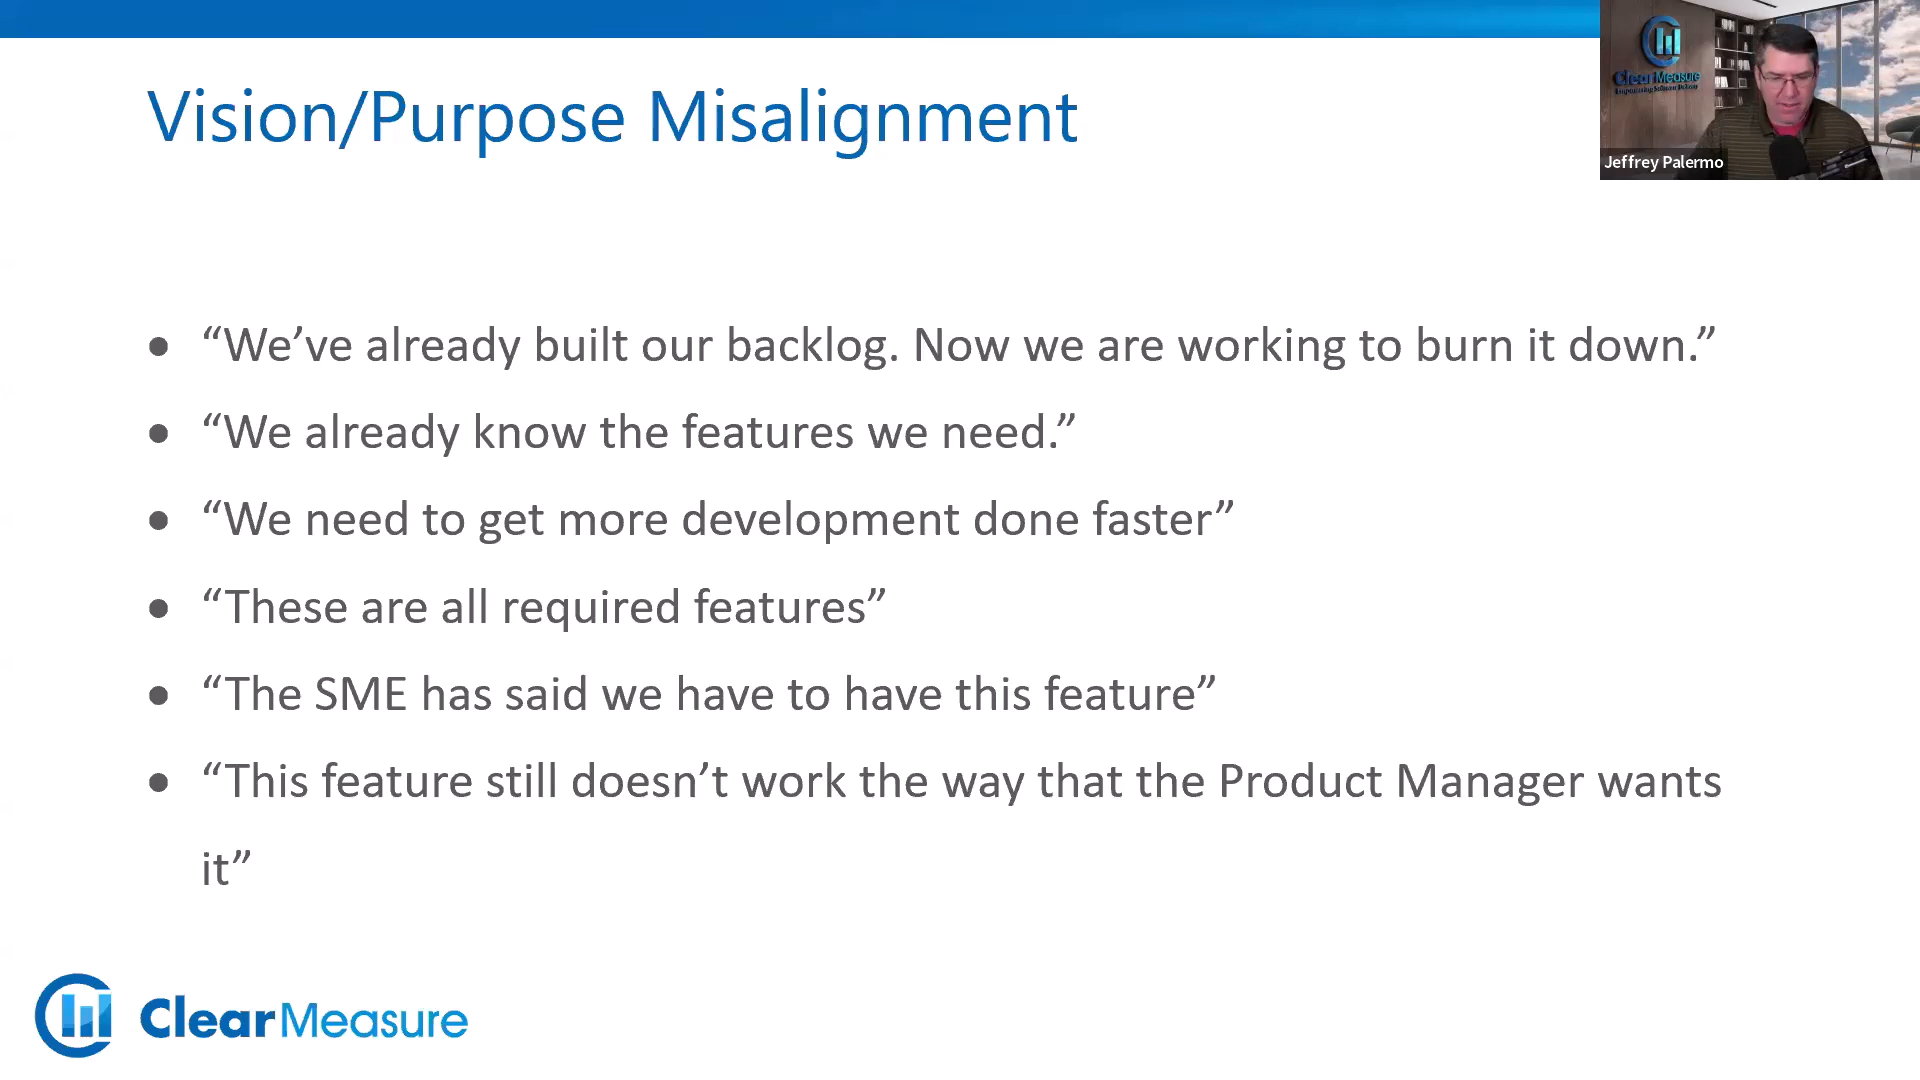 Vision/Purpose Misalignment
ClearMeasure
Jeffrey Palermo
• “We’ve already built our backlog. Now we are working to burn it down.”
• “We already know the features we need.”
• “We need to get more development done faster”
• “These are all required features”
• “The SME has said we have to have this feature”
• “This feature still doesn’t work the way that the Product Manager wants
it”
ClearMeasure